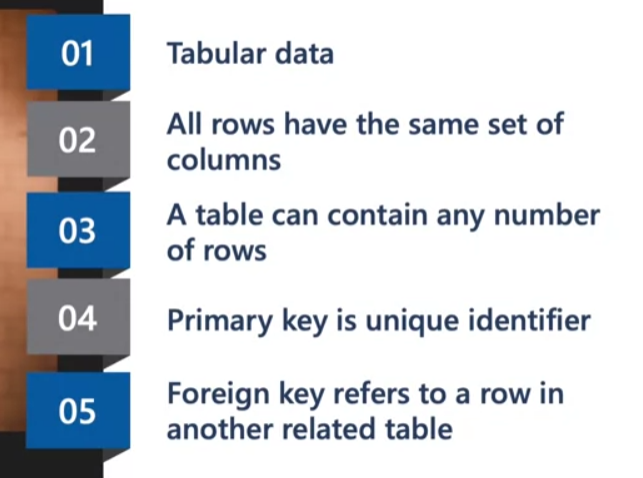 01
Tabular data
02
All rows have the same set of
columns
03
A table can contain any number
of rows
04
Primary key is unique identifier
05
Foreign key refers to a row in
another related table